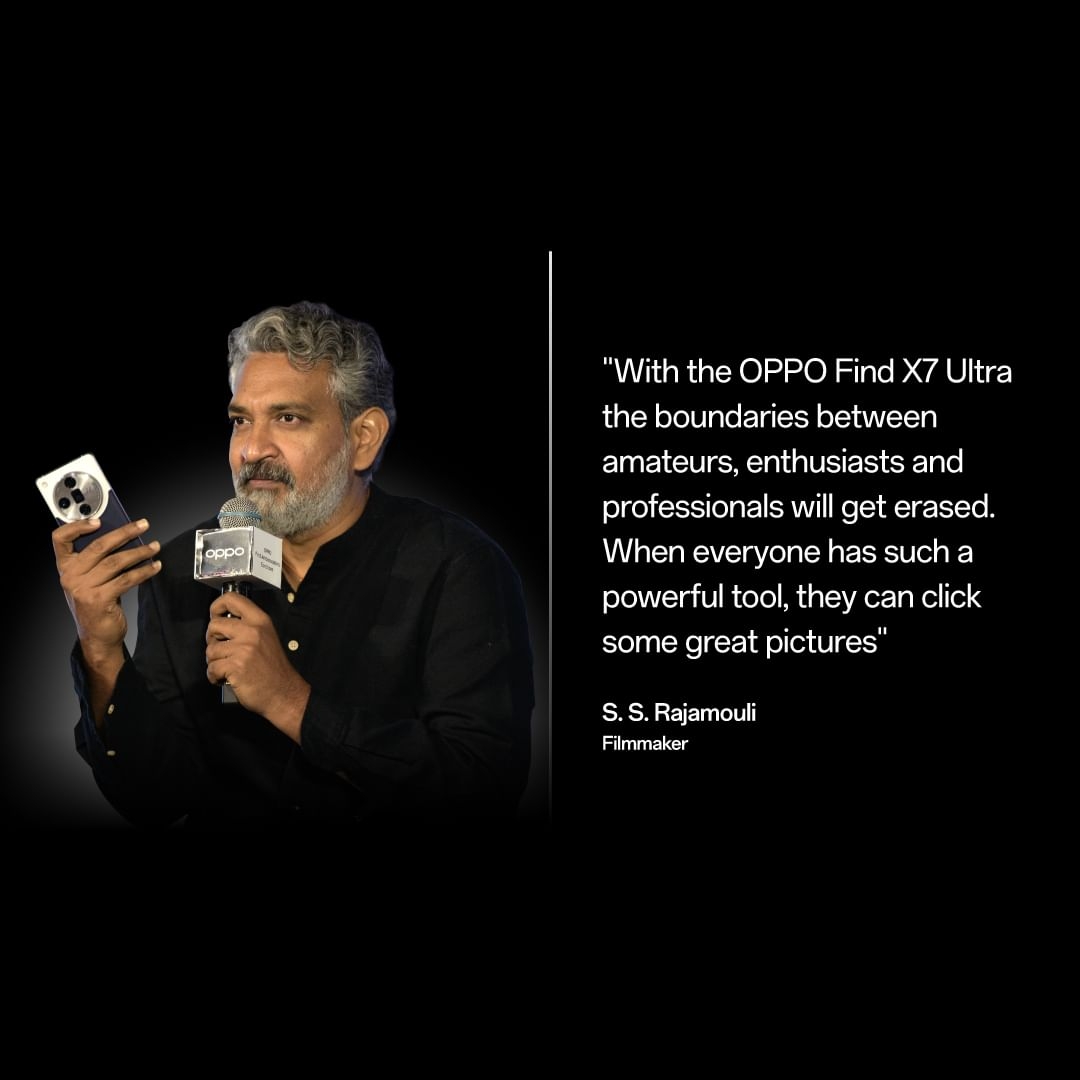 oppo
"With the OPPO Find X7 Ultra
the boundaries between
amateurs, enthusiasts and
professionals will get erased.
When everyone has such a
powerful tool, they can click
some great pictures"
S. S. Rajamouli
Filmmaker